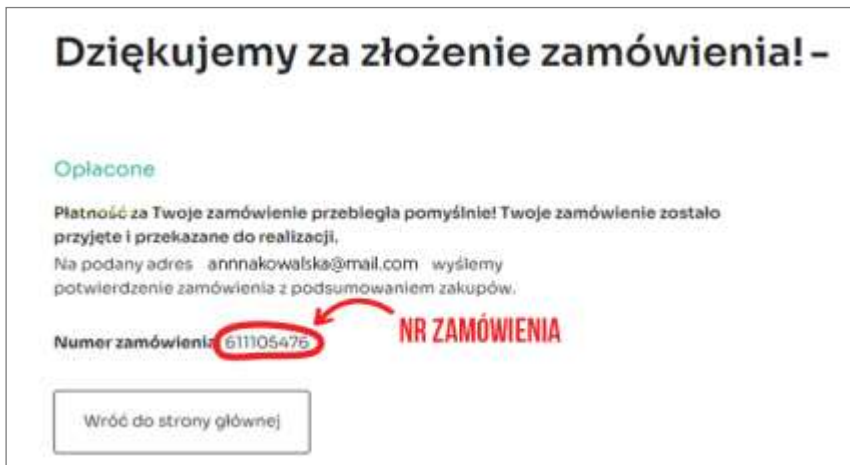 Dziękujemy za złożenie zamówienia! –
Opłacone
Płatność za Twoje zamówienie przebiegła pomyślnie! Twoje zamówienie zostało
przyjęte i przekazane do realizacji.
Na podany adres annnakowalska@mail.com wyślemy
potwierdzenie zamówienia z podsumowaniem zakupów.
Numer zamówienia 611105476
NR ZAMÓWIENIA
Wróć do strony głównej